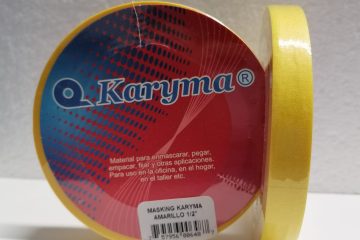 Karyma®
Material para enmascarar, pegar,
empacar, fijar y otras aplicaciones.
Para uso en la oficina, en el hogar,
en el taller etc.
MASKING KARYMA
AMARILLO 1/2"